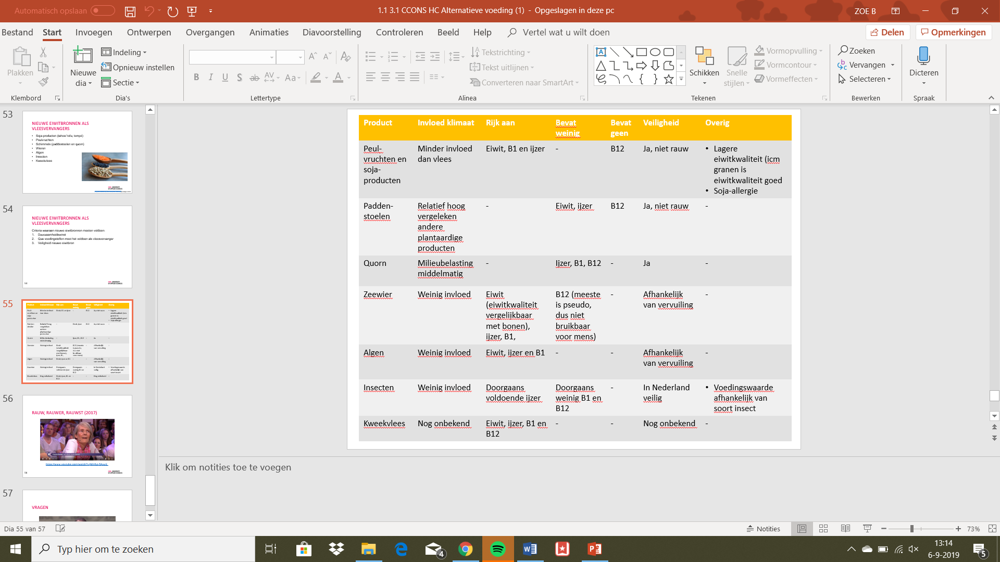 Automatisch opslaan
1.1 3.1 CCONS HC Alternatieve voeding (1) - Opgeslagen in deze pc
ZOE B
Bestand Start Invoegen Ontwerpen Overgangen Animaties Diavoorstelling Controleren Beeld Help Vertel wat u wilt doen
Delen Opmerkingen
Plakken
Klembord
Nieuwe dia
Indeling
Opnieuw instellen
Sectie
Dia's
B I U S ab AV Aa A
Lettertype
Tekstrichting
Tekst uitlijnen
Converteren naar SmartArt
Alinea
Schikken
Snelle stijlen
Vormopvulling
Vormcontour
Vormeffecten
Tekenen
Zoeken
Vervangen
Selecteren
Bewerken
Dicteren
Spraak
53
NIEUWE EIWITBRONNEN ALS
VLEESVERVANGERS
• Soja-producten (tahoe/ tofu, tempé)
• Peulvruchten
• Schimmels (paddestoelen en quorn)
• Wieren
• Algen
• Insecten
• Kweekvlees
54
NIEUWE EIWITBRONNEN ALS
VLEESVERVANGERS
Criteria waaraan nieuwe eiwitbronnen moeten voldoen:
1. Duurzaamheidswinst
2. Qua voedingstoffen moet het voldoen als vleesvervanger
3. Veiligheid nieuwe eiwitbron
54
55
56
RAUW, RAUWER, RAUWST (2017)
56
57
VRAGEN
Product Invloed klimaat Rijk aan Bevat weinig Bevat geen Veiligheid Overig
Peul-
vruchten en
soja-
producten
Minder invloed
dan vlees
Eiwit, B1 en ijzer
-
B12
Ja, niet rauw
• Lagere
eiwitkwaliteit (icm
granen is
eiwitkwaliteit goed
• Soja-allergie
Padden-
stoelen
Relatief hoog
vergeleken
andere
plantaardige
producten
-
Eiwit, ijzer
B12
Ja, niet rauw
-
Quorn
Milieubelasting
middelmatig
-
Ijzer, B1, B12
-
Ja
-
Zeewier
Weinig invloed
Eiwit
(eiwitkwaliteit
vergelijkbaar
met bonen),
ijzer, B1,
B12 (meeste
is pseudo,
dus niet
bruikbaar
voor mens)
-
Afhankelijk
van vervuiling
-
Algen
Weinig invloed
Eiwit, ijzer en B1
-
-
Afhankelijk
van vervuiling
-
Insecten
Weinig invloed
Doorgaans
voldoende ijzer
Doorgaans
weinig B1 en
B12
-
In Nederland
veilig
• Voedingswaarde
afhankelijk van
soort insect
Kweekvlees
Nog onbekend
Eiwit, ijzer, B1 en
B12
-
-
Nog onbekend
-
Klik om notities toe te voegen
Dia 55 van 57
Notities
73%
Typ hier om te zoeken
4
13:14
6-9-2019
5